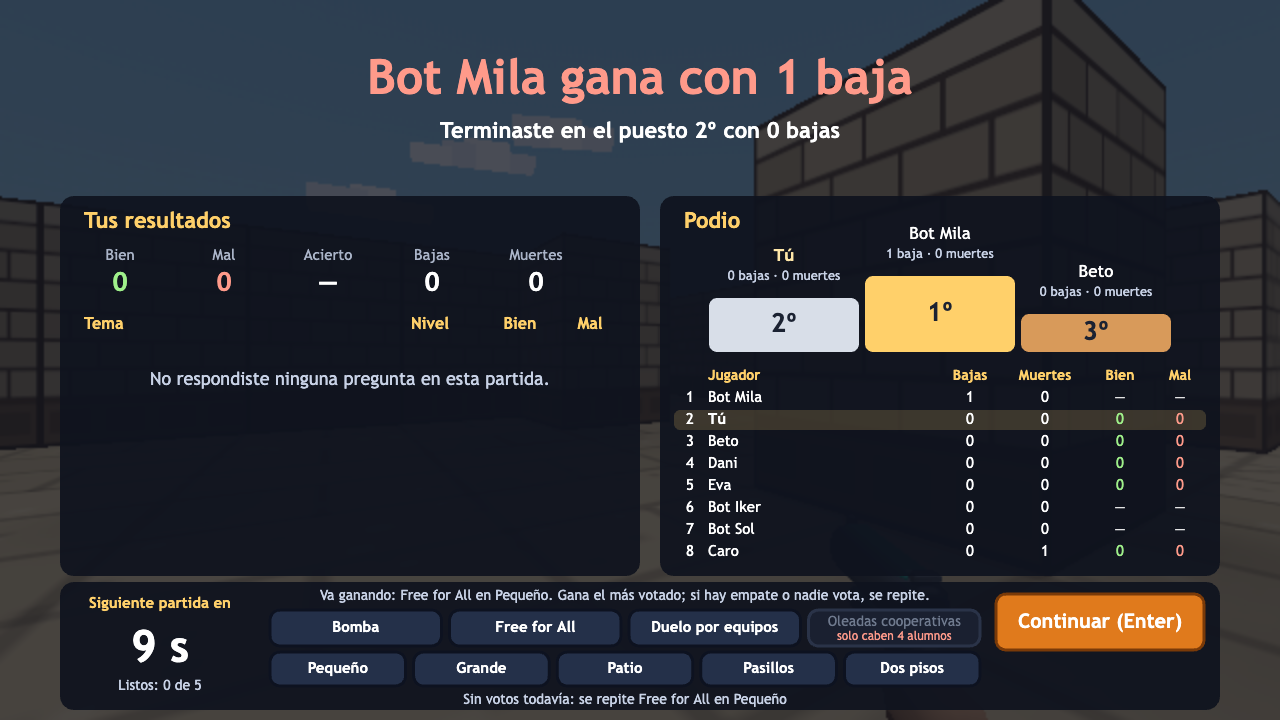 Bot Mila gana con 1 baja
Terminaste en el puesto 2º con 0 bajas
Tus resultados
Bien Mal Acierto Bajas Muertes
0 0 — 0 0
Tema Nivel Bien Mal
No respondiste ninguna pregunta en esta partida.
Podio
Bot Mila
1 baja · 0 muertes
Tú
0 bajas · 0 muertes
Beto
0 bajas · 0 muertes
2º 1º 3º
Jugador Bajas Muertes Bien Mal
1 Bot Mila 1 0 — —
2 Tú 0 0 0 0
3 Beto 0 0 0 0
4 Dani 0 0 0 0
5 Eva 0 0 0 0
6 Bot Iker 0 0 — —
7 Bot Sol 0 0 — —
8 Caro 0 1 0 0
Siguiente partida en
9 s
Listos: 0 de 5
Va ganando: Free for All en Pequeño. Gana el más votado; si hay empate o nadie vota, se repite.
Bomba Free for All Duelo por equipos Oleadas cooperativas
solo caben 4 alumnos
Pequeño Grande Patio Pasillos Dos pisos
Sin votos todavía: se repite Free for All en Pequeño
Continuar (Enter)